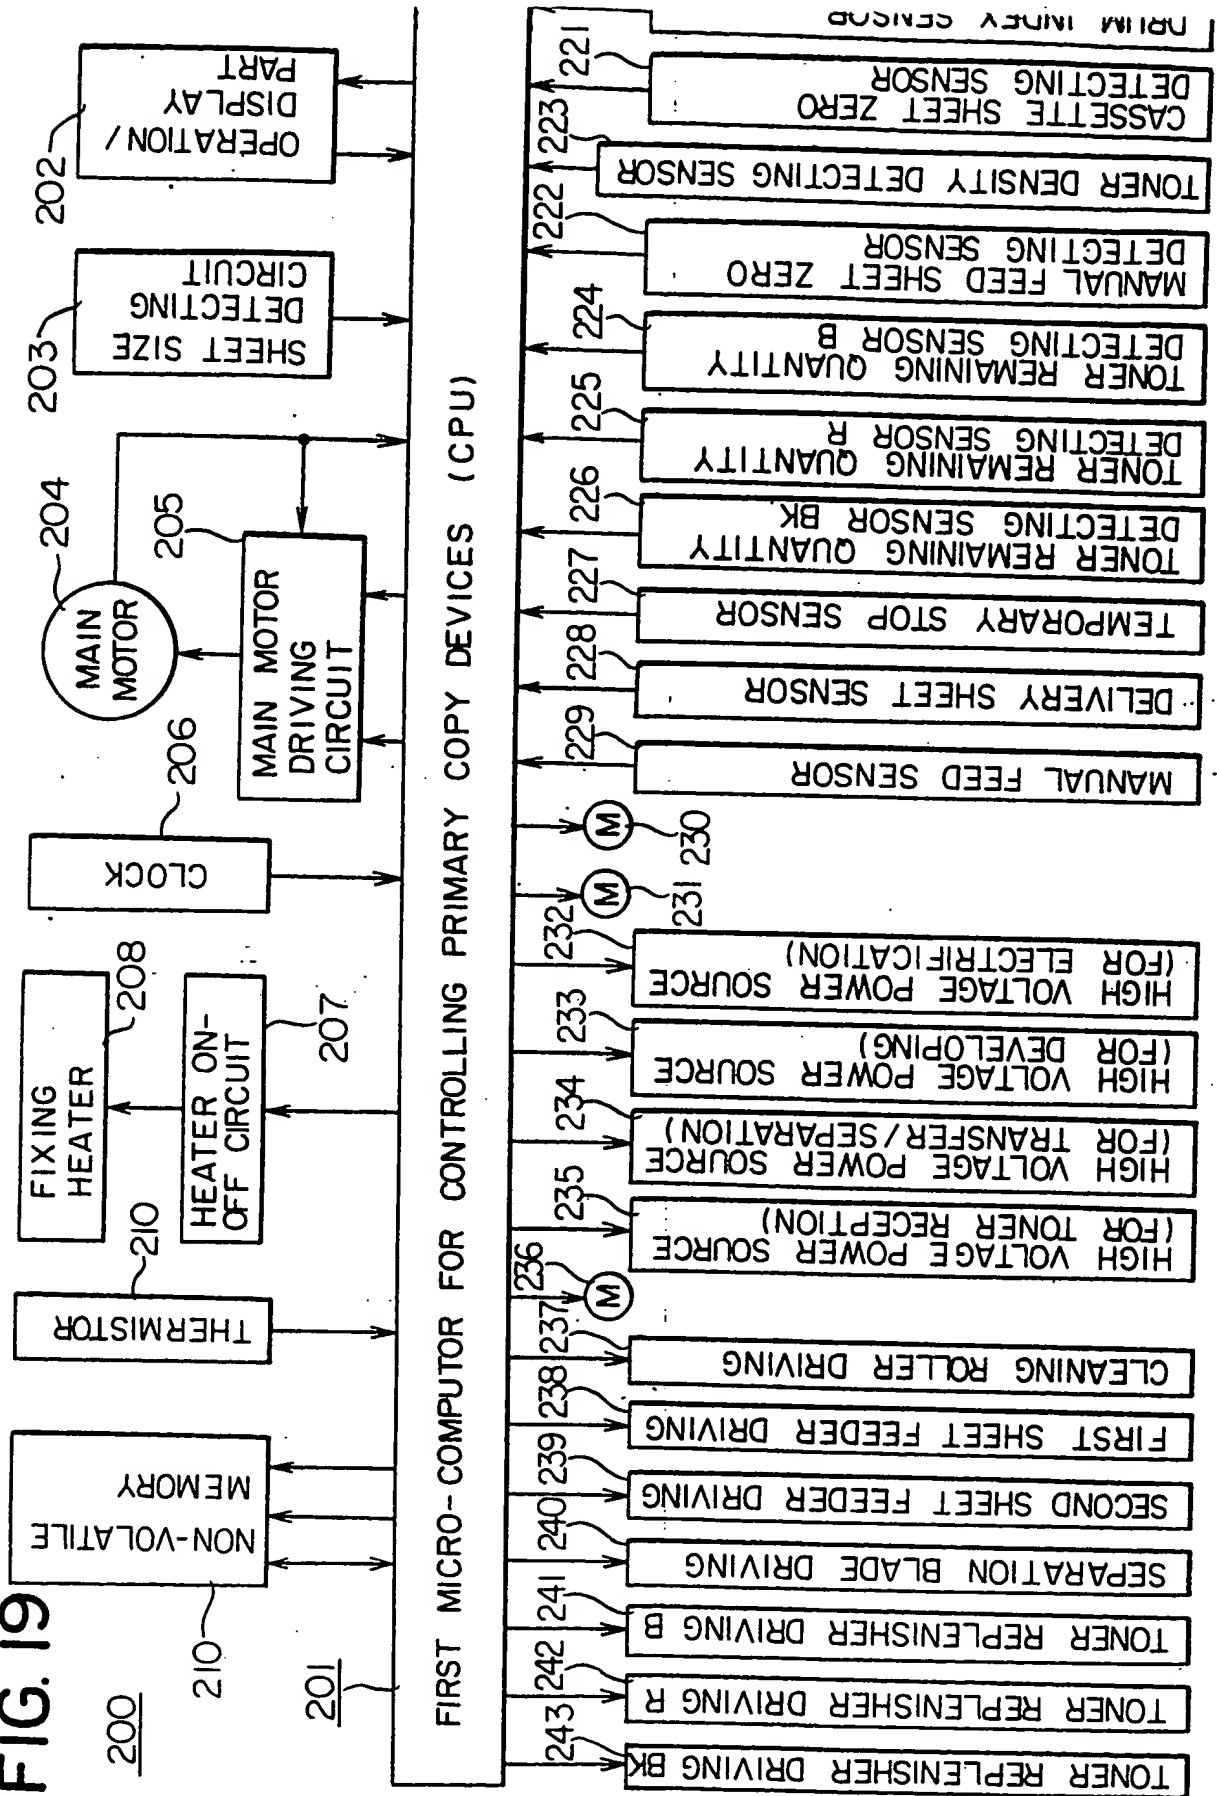 FIG. 19
200
210
NON-VOLATILE
MEMORY
THERMISTOR
210
FIXING
HEATER
208
HEATER ON-
OFF CIRCUIT
207
CLOCK
206
MAIN
MOTOR
204
MAIN MOTOR
DRIVING
CIRCUIT
205
SHEET SIZE
DETECTING
CIRCUIT
203
OPERATION/
DISPLAY
PART
202
201
FIRST MICRO-COMPUTOR FOR CONTROLLING PRIMARY COPY DEVICES (CPU)
243
TONER REPLENISHER DRIVING BK
242
TONER REPLENISHER DRIVING R
241
TONER REPLENISHER DRIVING B
240
SEPARATION BLADE DRIVING
239
SECOND SHEET FEEDER DRIVING
238
FIRST SHEET FEEDER DRIVING
237
CLEANING ROLLER DRIVING
236
M
235
HIGH VOLTAGE POWER SOURCE
(FOR TONER RECEPTION)
234
HIGH VOLTAGE POWER SOURCE
(FOR TRANSFER/SEPARATION)
233
HIGH VOLTAGE POWER SOURCE
(FOR DEVELOPING)
232
HIGH VOLTAGE POWER SOURCE
(FOR ELECTRIFICATION)
M
231
M
230
229
MANUAL FEED SENSOR
228
DELIVERY SHEET SENSOR
227
TEMPORARY STOP SENSOR
226
TONER REMAINING QUANTITY
DETECTING SENSOR BK
225
TONER REMAINING QUANTITY
DETECTING SENSOR R
224
TONER REMAINING QUANTITY
DETECTING SENSOR B
222
MANUAL FEED SHEET ZERO
DETECTING SENSOR
223
TONER DENSITY DETECTING SENSOR
221
CASSETTE SHEET ZERO
DETECTING SENSOR
DRUM INDEX SENSOR